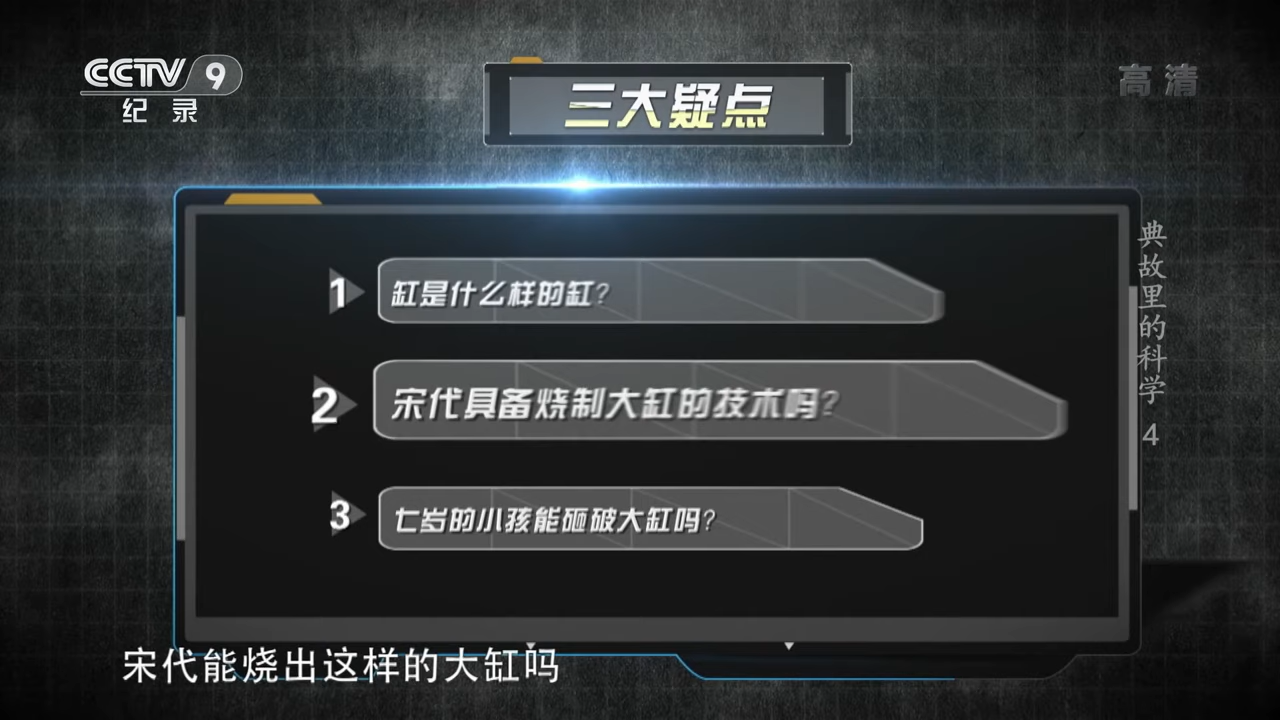 CCTV 9
纪录
高清
三大疑点
1 缸是什么样的缸?
2 宋代具备烧制大缸的技术吗?
3 七岁的小孩能砸破大缸吗?
典故里的科学 4
宋代能烧出这样的大缸吗